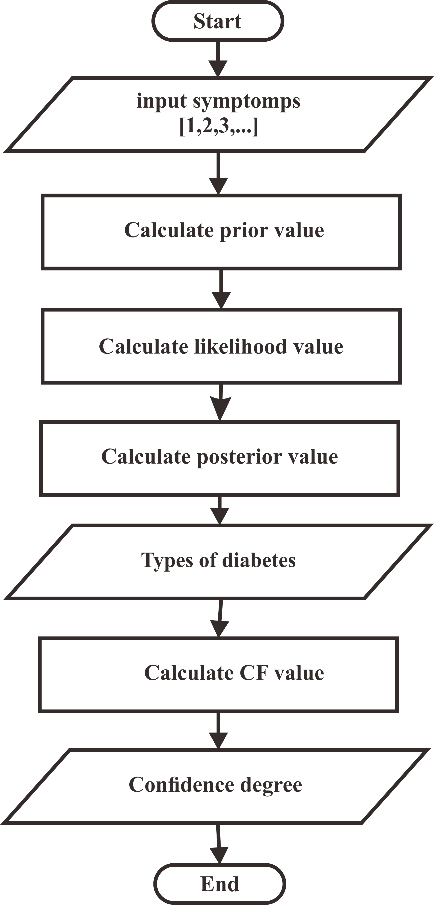 Start
input symptomps
[1,2,3,...]
Calculate prior value
Calculate likelihood value
Calculate posterior value
Types of diabetes
Calculate CF value
Confidence degree
End